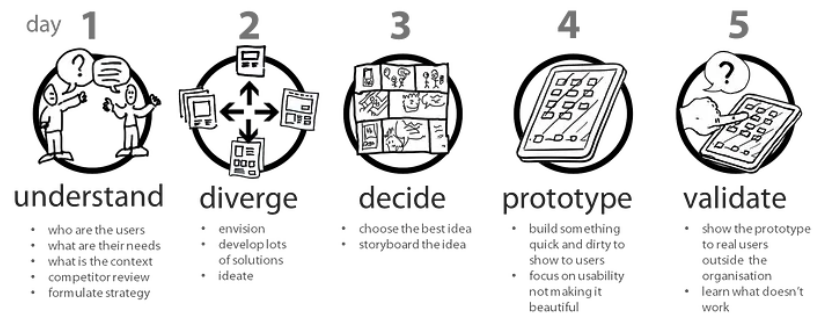 day 1 2 3 4 5
?
?
understand
• who are the users
• what are their needs
• what is the context
• competitor review
• formulate strategy
diverge
• envision
• develop lots
of solutions
• ideate
decide
• choose the best idea
• storyboard the idea
prototype
• build something
quick and dirty to
show to users
• focus on usability
not making it
beautiful
validate
• show the prototype
to real users
outside the
organisation
• learn what doesn't
work